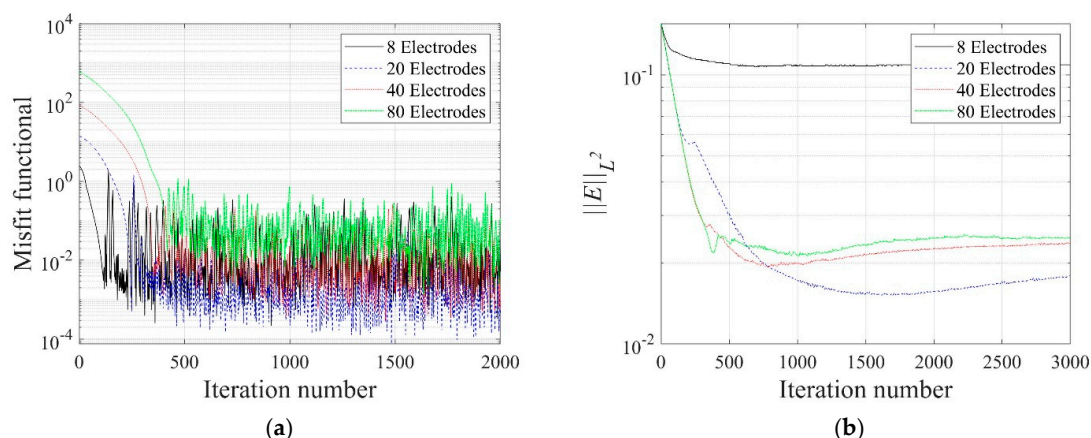 10^4
10^2
10^0
10^-2
10^-4
Misfit functional
8 Electrodes
20 Electrodes
40 Electrodes
80 Electrodes
0 500 1000 1500 2000
Iteration number
(a)
10^-1
10^-2
||E||_L^2
8 Electrodes
20 Electrodes
40 Electrodes
80 Electrodes
0 500 1000 1500 2000 2500 3000
Iteration number
(b)